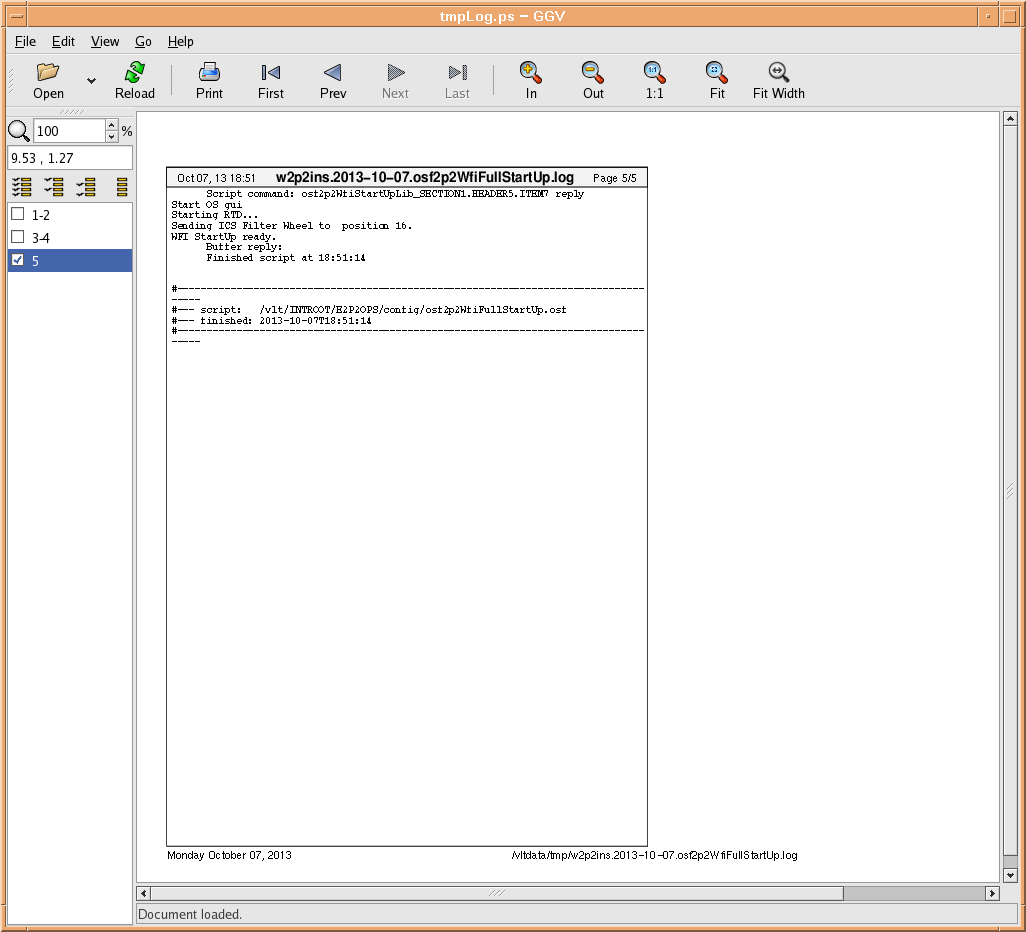 tmpLog.ps – GGV
File Edit View Go Help
Open Reload Print First Prev Next Last In Out 1:1 Fit Fit Width
100 %
9.53 , 1.27
1-2
3-4
5
Oct 07, 13 18:51 w2p2ins.2013-10-07.osf2p2WfiFullStartUp.log Page 5/5
Script command: osf2p2WfiStartUpLib_SECTION1.HEADER5.ITEM7 reply
Start OS gui
Starting RTD...
Sending ICS Filter Wheel to  position 16.
WFI StartUp ready.
Buffer reply:
Finished script at 18:51:14
#--------------------------------------------------------------------------------
-----
#--- script:   /vlt/INTROOT/E2P2OPS/config/osf2p2WfiFullStartUp.ost
#--- finished: 2013-10-07T18:51:14
#--------------------------------------------------------------------------------
-----
Monday October 07, 2013 /vltdata/tmp/w2p2ins.2013-10-07.osf2p2WfiFullStartUp.log
Document loaded.